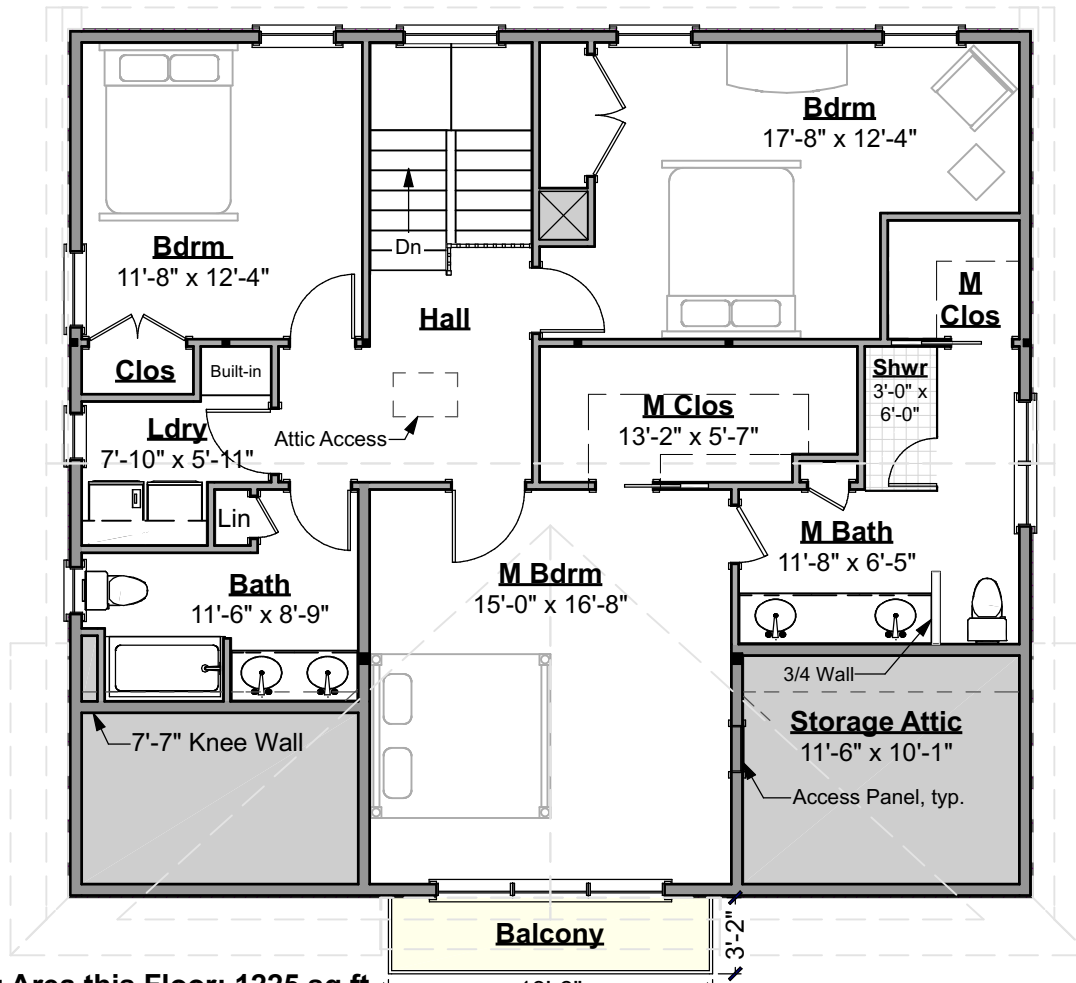 Bdrm
17'-8" x 12'-4"
Bdrm
11'-8" x 12'-4"
Dn
Hall
M
Clos
Clos
Built-in
Shwr
3'-0" x
6'-0"
M Clos
13'-2" x 5'-7"
Attic Access
Ldry
7'-10" x 5'-11"
Lin
M Bath
11'-8" x 6'-5"
Bath
11'-6" x 8'-9"
M Bdrm
15'-0" x 16'-8"
3/4 Wall
7'-7" Knee Wall
Storage Attic
11'-6" x 10'-1"
Access Panel, typ.
Balcony
3'-2"
Area this Floor: 1225 sq ft